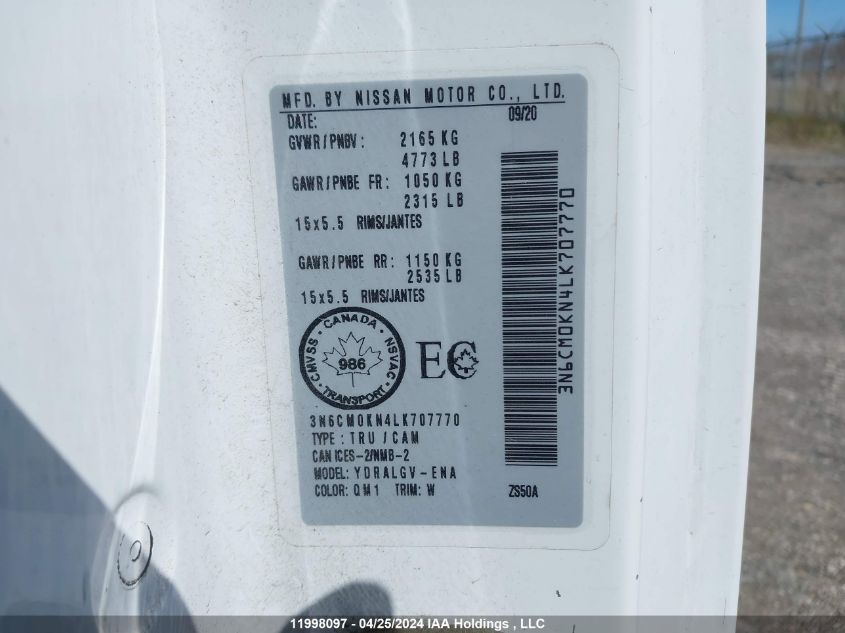 MFD. BY NISSAN MOTOR CO., LTD.
DATE: 09/20
GVWR/PNBV: 2165 KG
4773 LB
GAWR/PNBE FR: 1050 KG
2315 LB
15x5.5 RIMS/JANTES
GAWR/PNBE RR: 1150 KG
2535 LB
15x5.5 RIMS/JANTES
CANADA
CMVSS 986 NSVAC
TRANSPORT
EC
3N6CM0KN4LK707770
TYPE: TRU/CAM
CAN ICES-2/NMB-2
MODEL: YDRALGV-ENA
COLOR: QM1 TRIM: W ZS50A
3N6CM0KN4LK707770
11998097 - 04/25/2024 IAA Holdings , LLC